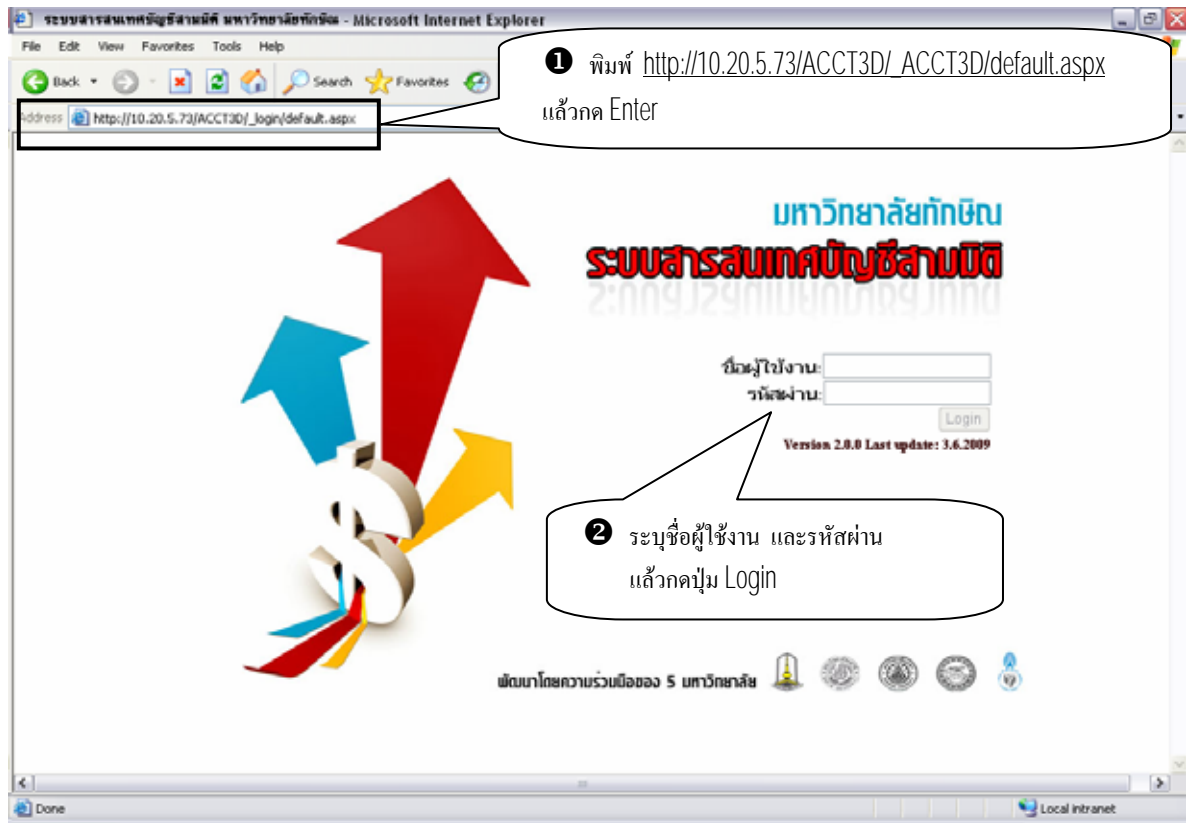 ระบบสารสนเทศบัญชีสามมิติ มหาวิทยาลัยทักษิณ - Microsoft Internet Explorer
File Edit View Favorites Tools Help
Back Search Favorites
❶ พิมพ์ http://10.20.5.73/ACCT3D/_ACCT3D/default.aspx
แล้วกด Enter
Address http://10.20.5.73/ACCT3D/_login/default.aspx
มหาวิทยาลัยทักษิณ
ระบบสารสนเทศบัญชีสามมิติ
ชื่อผู้ใช้งาน:
รหัสผ่าน:
Login
Version 2.0.0 Last update: 3.6.2009
❷ ระบุชื่อผู้ใช้งาน และรหัสผ่าน
แล้วกดปุ่ม Login
พัฒนาโดยความร่วมมือของ 5 มหาวิทยาลัย
Done
Local intranet